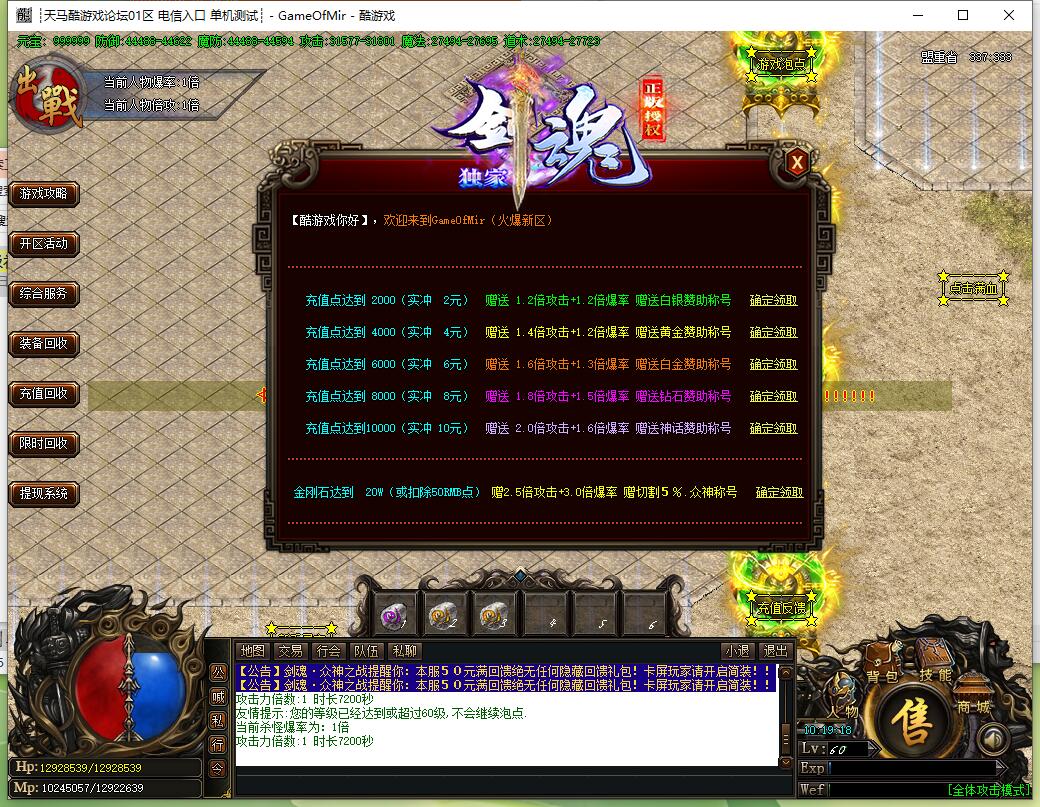 天马酷游戏论坛01区 电信入口 单机测试 - GameOfMir - 酷游戏
元宝: 999999 防御:44488-44622 魔防:44488-44594 攻击:31577-31801 魔法:27494-27695 道术:27494-27723
盟重省 337:333
游戏泡点
出戰
当前人物爆率:1倍
当前人物倍攻:1倍
剑魂
独家
正版授权
X
【酷游戏你好】，欢迎来到GameOfMir（火爆新区）
游戏攻略
开区活动
综合服务
装备回收
充值回收
限时回收
提现系统
点击满血
充值点达到 2000（实冲 2元） 赠送 1.2倍攻击+1.2倍爆率 赠送白银赞助称号 确定领取
充值点达到 4000（实冲 4元） 赠送 1.4倍攻击+1.2倍爆率 赠送黄金赞助称号 确定领取
充值点达到 6000（实冲 6元） 赠送 1.6倍攻击+1.3倍爆率 赠送白金赞助称号 确定领取
充值点达到 8000（实冲 8元） 赠送 1.8倍攻击+1.5倍爆率 赠送钻石赞助称号 确定领取
!!!!!!
充值点达到10000（实冲 10元） 赠送 2.0倍攻击+1.6倍爆率 赠送神话赞助称号 确定领取
金刚石达到 20W（或扣除50RMB点） 赠2.5倍攻击+3.0倍爆率 赠切割5％.众神称号 确定领取
充值反馈
1 2 3 4 5 6
地图 交易 行会 队伍 私聊 小退 退出
【公告】剑魂．众神之战提醒你: 本服５０元满回馈绝无任何隐藏回馈礼包! 卡屏玩家请开启简装!!
【公告】剑魂．众神之战提醒你: 本服５０元满回馈绝无任何隐藏回馈礼包! 卡屏玩家请开启简装!!
攻击力倍数:1 时长7200秒
友情提示:您的等级已经达到或超过60级,不会继续泡点.
当前杀怪爆率为: 1倍
攻击力倍数:1 时长7200秒
公
喊
私
行
令
背包
技能
人物
商城
售
10:19:18
Lv: 60
Exp
Wef
[全体攻击模式]
Hp:12928539/12928539
Mp:10245057/12922639